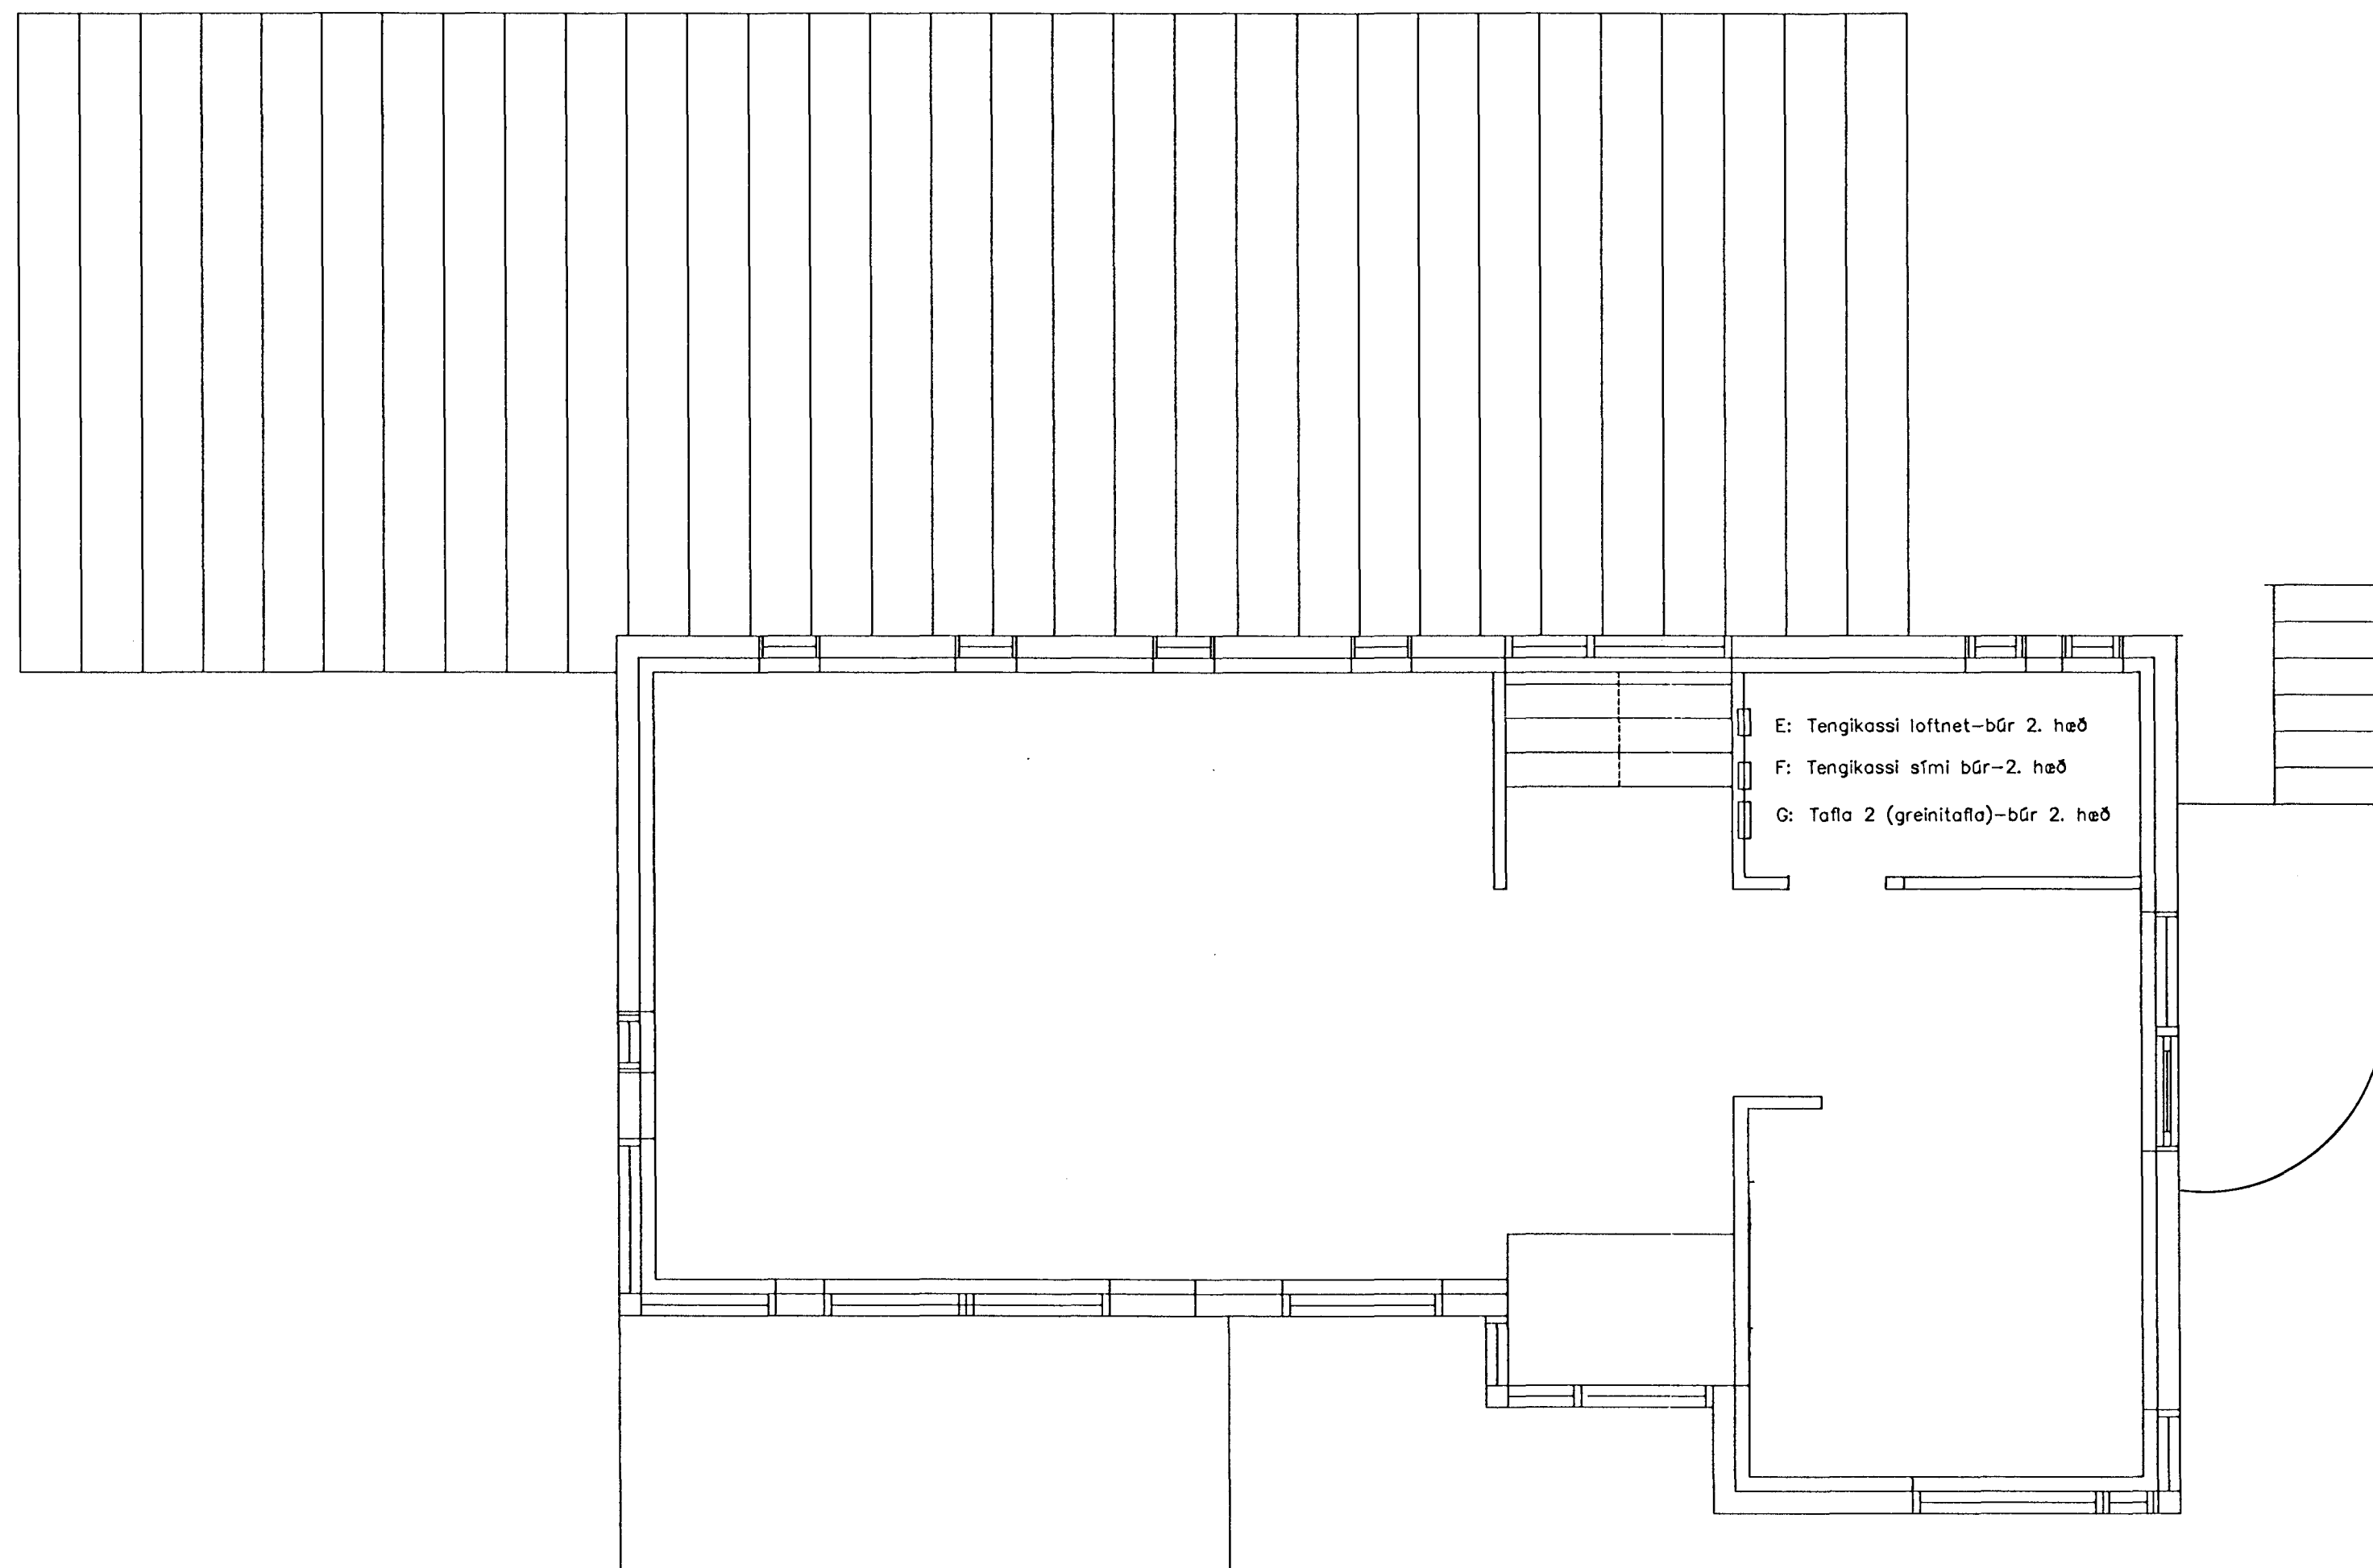 E: Tengikassi loftnet-búr 2. hæð
F: Tengikassi sími búr-2. hæð
G: Tafla 2 (greinitafla)-búr 2. hæð